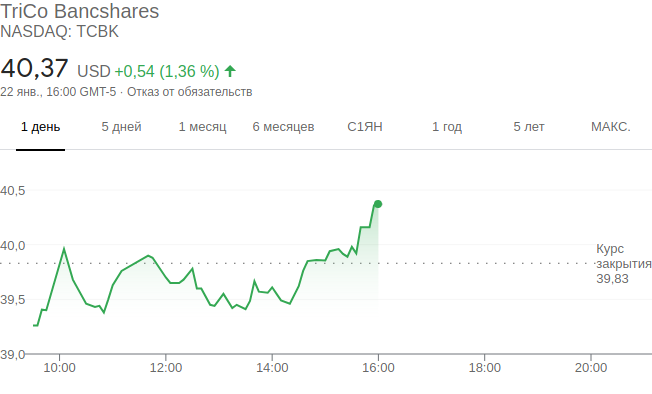 TriCo Bancshares
NASDAQ: TCBK
40,37 USD +0,54 (1,36 %)
22 янв., 16:00 GMT-5 · Отказ от обязательств
1 день 5 дней 1 месяц 6 месяцев С1ЯН 1 год 5 лет МАКС.
40,5
40,0
Курс
закрытия
39,83
39,5
39,0
10:00 12:00 14:00 16:00 18:00 20:00